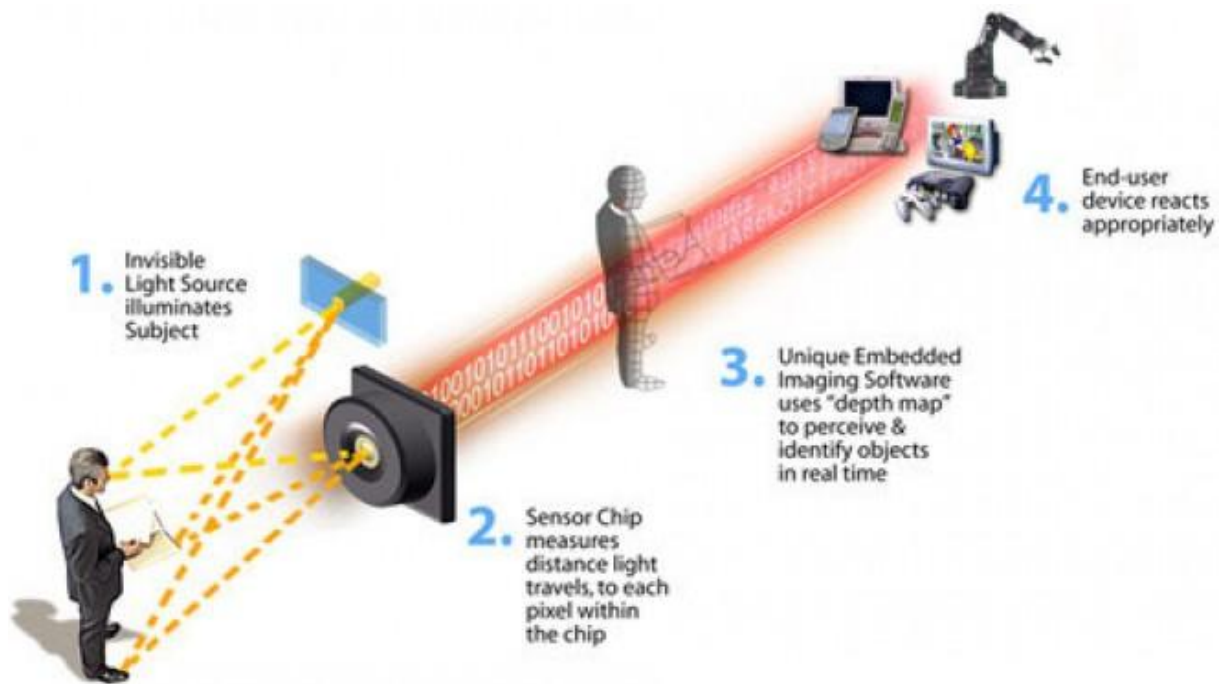 1. Invisible
Light Source
illuminates
Subject
2. Sensor Chip
measures
distance light
travels, to each
pixel within
the chip
3. Unique Embedded
Imaging Software
uses “depth map”
to perceive &
identify objects
in real time
4. End-user
device reacts
appropriately